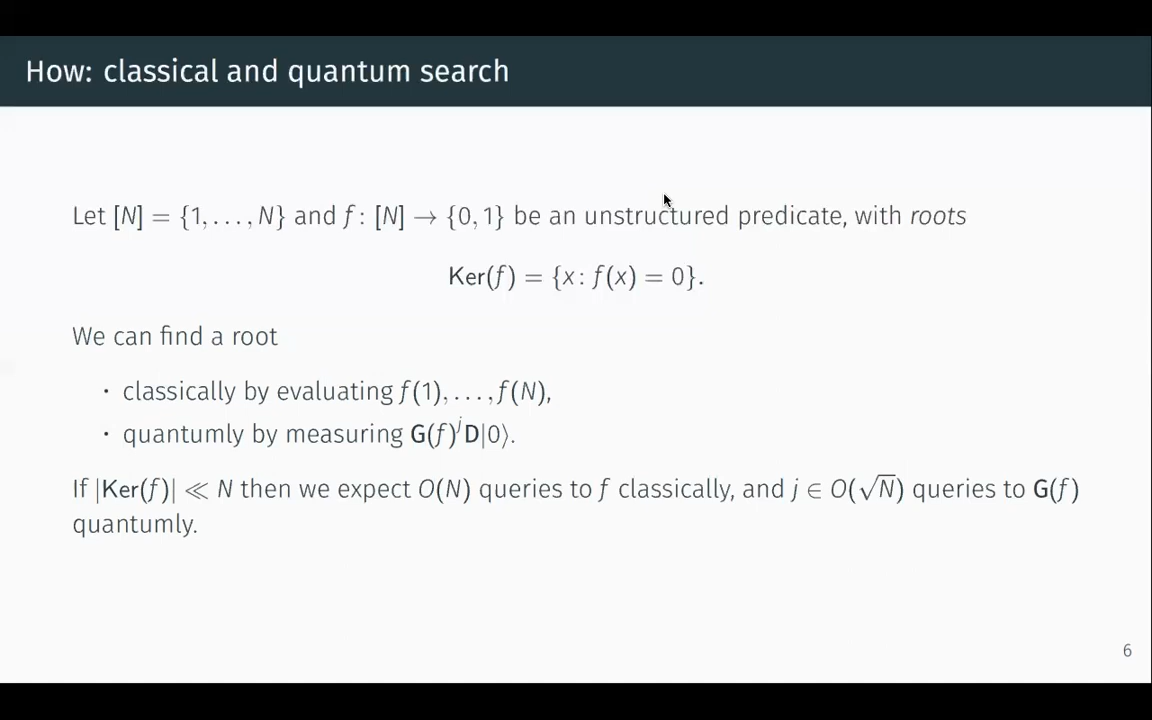 How: classical and quantum search
Let [N] = {1, . . . , N} and f : [N] → {0, 1} be an unstructured predicate, with roots
Ker(f) = {x : f(x) = 0}.
We can find a root
· classically by evaluating f(1), . . . , f(N),
· quantumly by measuring G(f)ʲD|0⟩.
If |Ker(f)| ≪ N then we expect O(N) queries to f classically, and j ∈ O(√N) queries to G(f)
quantumly.
6